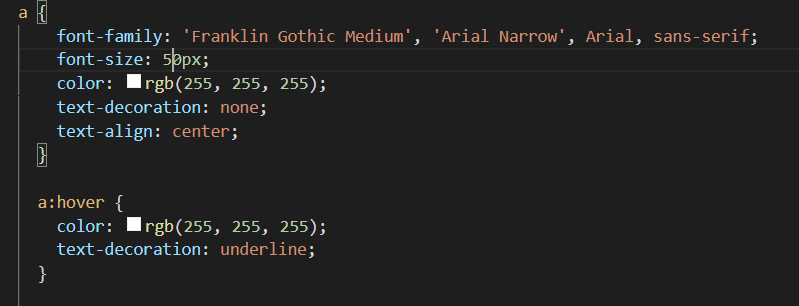 a {
font-family: 'Franklin Gothic Medium', 'Arial Narrow', Arial, sans-serif;
font-size: 50px;
color: rgb(255, 255, 255);
text-decoration: none;
text-align: center;
}
a:hover {
color: rgb(255, 255, 255);
text-decoration: underline;
}